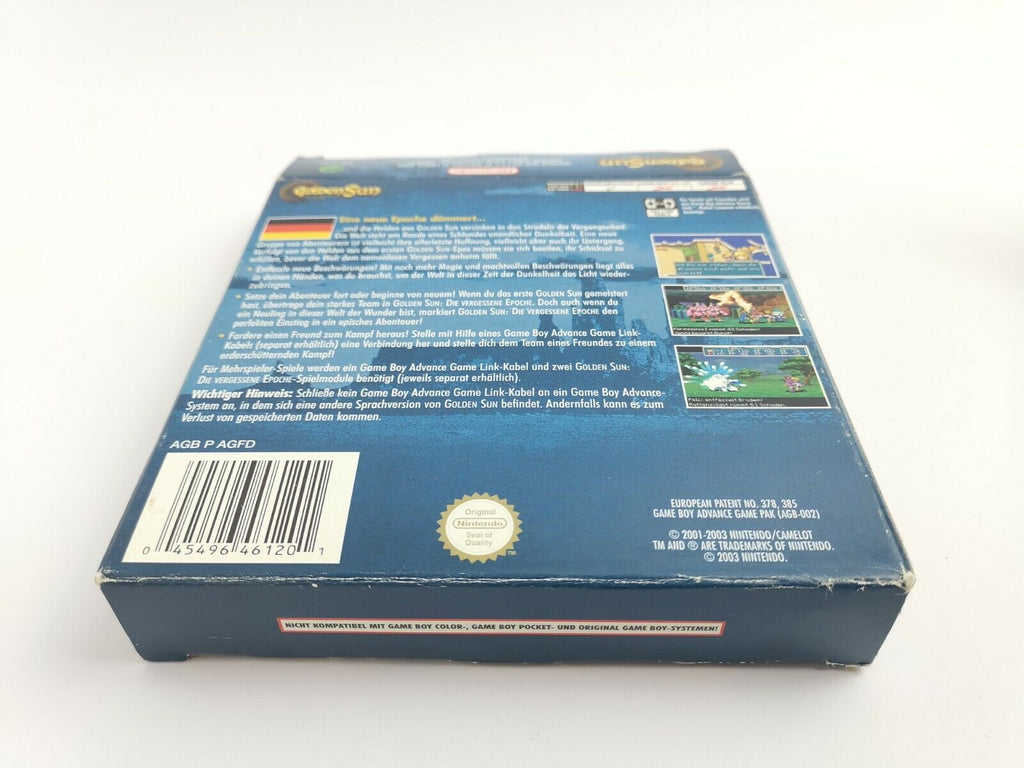 GOLDEN SUN
GOLDEN SUN
Eine neue Epoche dämmert...
...und die Helden aus GOLDEN SUN versinken in den Strudeln der Vergangenheit.
Die Welt steht am Rande eines Schlundes unendlicher Dunkelheit. Eine neue
Gruppe von Abenteurern ist vielleicht ihre allerletzte Hoffnung, vielleicht aber auch ihr Untergang.
Verfolgt von den Helden aus dem ersten GOLDEN SUN-Epos müssen sie sich beeilen, ihr Schicksal zu
erfüllen, bevor die Welt dem namenlosen Vergessen anheim fällt.
• Entfessle neue Beschwörungen! Mit noch mehr Magie und machtvollen Beschwörungen liegt alles
in deinen Händen, was du brauchst, um der Welt in dieser Zeit der Dunkelheit das Licht wieder-
zubringen.
• Setze dein Abenteuer fort oder beginne von neuem! Wenn du das erste GOLDEN SUN gemeistert
hast, übertrage dein starkes Team in GOLDEN SUN: DIE VERGESSENE EPOCHE. Doch auch wenn du
ein Neuling in dieser Welt der Wunder bist, markiert GOLDEN SUN: DIE VERGESSENE EPOCHE den
perfekten Einstieg in ein episches Abenteuer!
• Fordere einen Freund zum Kampf heraus! Stelle mit Hilfe eines Game Boy Advance Game Link-
Kabels (separat erhältlich) eine Verbindung her und stelle dich dem Team eines Freundes zu einem
erderschütternden Kampf!
Für Mehrspieler-Spiele werden ein Game Boy Advance Game Link-Kabel und zwei GOLDEN SUN:
DIE VERGESSENE EPOCHE-Spielmodule benötigt (jeweils separat erhältlich).
Wichtiger Hinweis: Schließe kein Game Boy Advance Game Link-Kabel an ein Game Boy Advance-
System an, in dem sich eine andere Sprachversion von GOLDEN SUN befindet. Andernfalls kann es zum
Verlust von gespeicherten Daten kommen.
AGB P AGFD
0 45496 46120 1
Original
Nintendo
Seal of
Quality
TM
EUROPEAN PATENT NO. 378, 385
GAME BOY ADVANCE GAME PAK (AGB-002)
© 2001-2003 NINTENDO/CAMELOT
TM AND ® ARE TRADEMARKS OF NINTENDO.
© 2003 NINTENDO.
NICHT KOMPATIBEL MIT GAME BOY COLOR-, GAME BOY POCKET- UND ORIGINAL GAME BOY-SYSTEMEN!